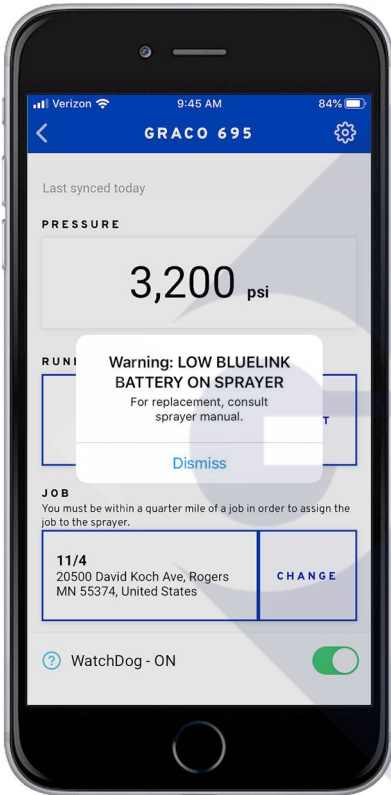 Verizon 9:45 AM 84%
GRACO 695
Last synced today
PRESSURE
3,200 psi
Warning: LOW BLUELINK
BATTERY ON SPRAYER
For replacement, consult
sprayer manual.
Dismiss
JOB
You must be within a quarter mile of a job in order to assign the
job to the sprayer.
11/4
20500 David Koch Ave, Rogers
MN 55374, United States
CHANGE
? WatchDog - ON